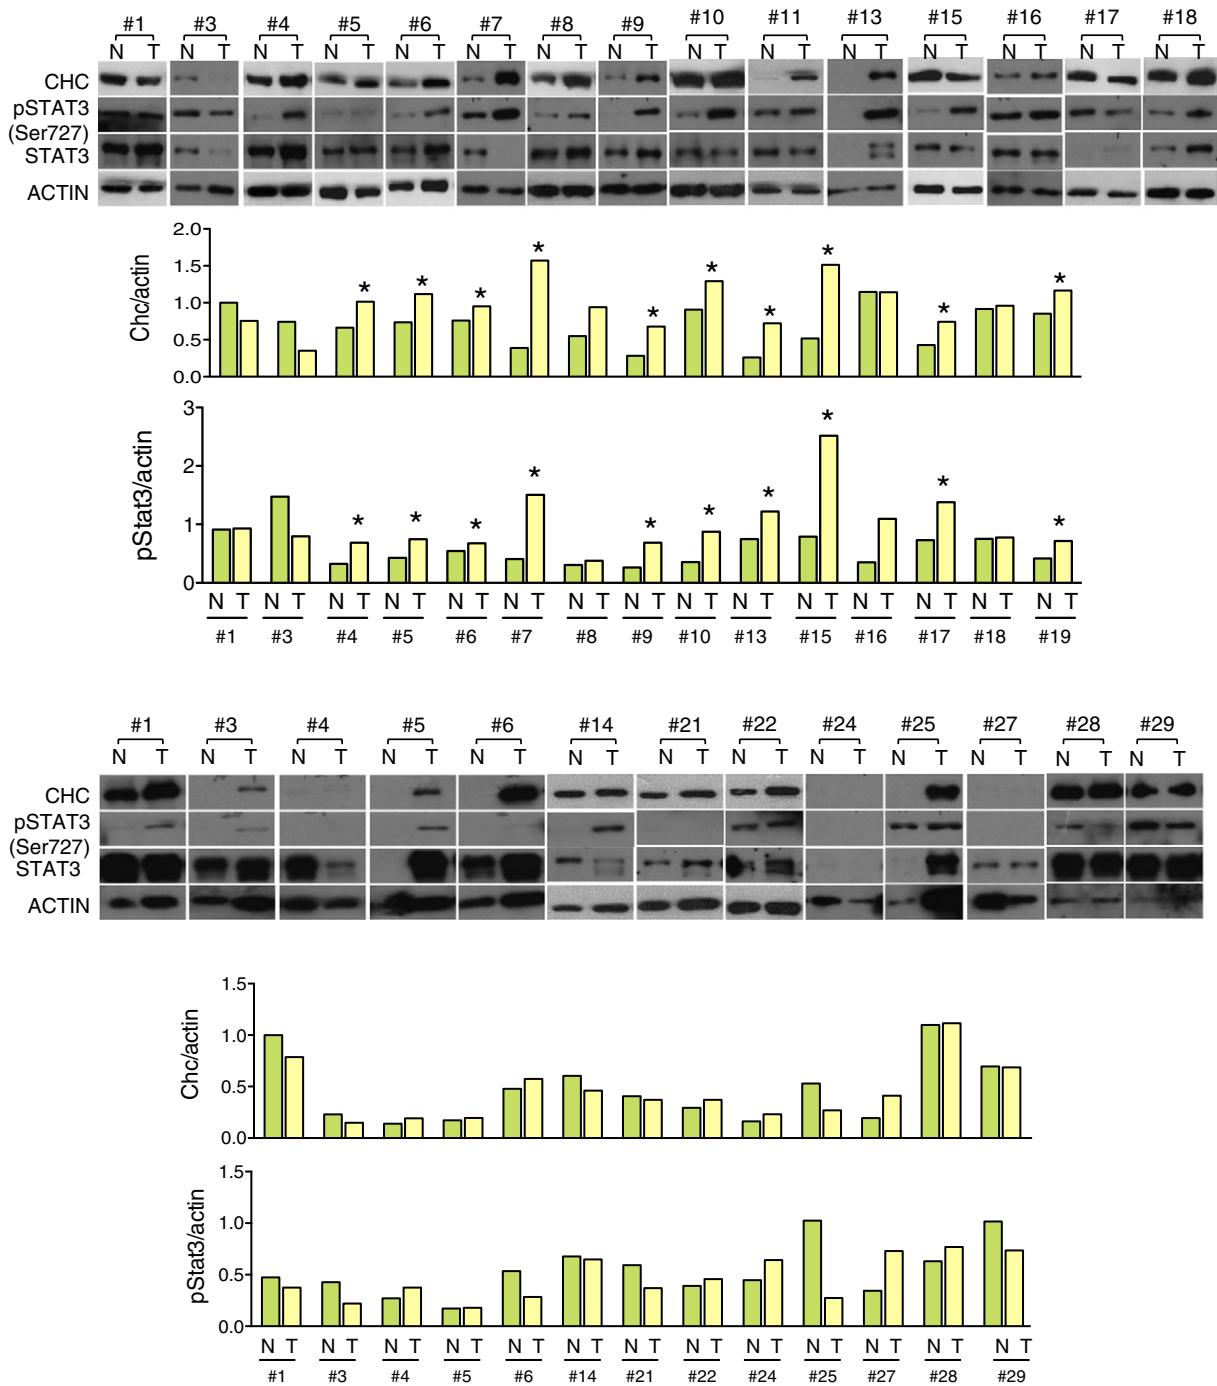 #1 #3 #4 #5 #6 #7 #8 #9 #10 #11 #13 #15 #16 #17 #18
N T N T N T N T N T N T N T N T N T N T N T N T N T N T N T
CHC
pSTAT3
(Ser727)
STAT3
ACTIN
Chc/actin
2.0
1.5
1.0
0.5
0.0
* * * * * * * * * *
pStat3/actin
3
2
1
0
* * * * * * * * * *
N T N T N T N T N T N T N T N T N T N T N T N T N T N T N T
#1 #3 #4 #5 #6 #7 #8 #9 #10 #13 #15 #16 #17 #18 #19
#1 #3 #4 #5 #6 #14 #21 #22 #24 #25 #27 #28 #29
N T N T N T N T N T N T N T N T N T N T N T N T N T
CHC
pSTAT3
(Ser727)
STAT3
ACTIN
Chc/actin
1.5
1.0
0.5
0.0
pStat3/actin
1.5
1.0
0.5
0.0
N T N T N T N T N T N T N T N T N T N T N T N T N T
#1 #3 #4 #5 #6 #14 #21 #22 #24 #25 #27 #28 #29